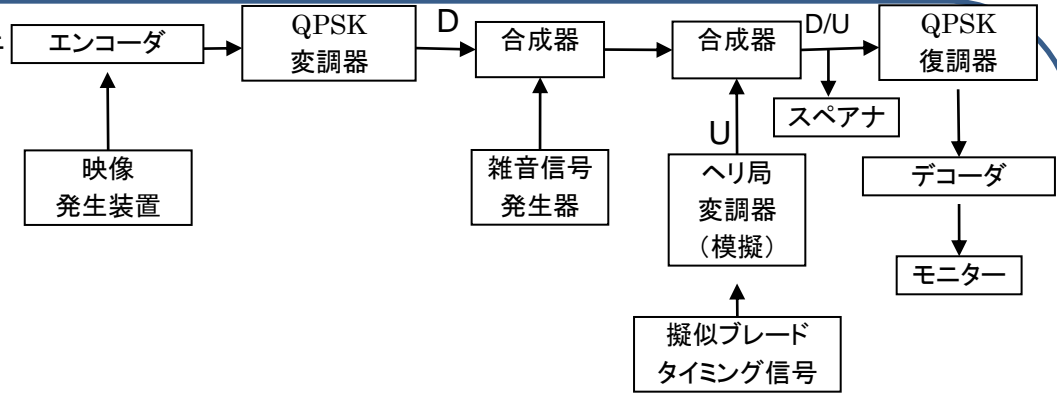 エンコーダ
QPSK
変調器
D
合成器
合成器
D/U
QPSK
復調器
スペアナ
映像
発生装置
雑音信号
発生器
U
ヘリ局
変調器
（模擬）
デコーダ
モニター
擬似ブレード
タイミング信号